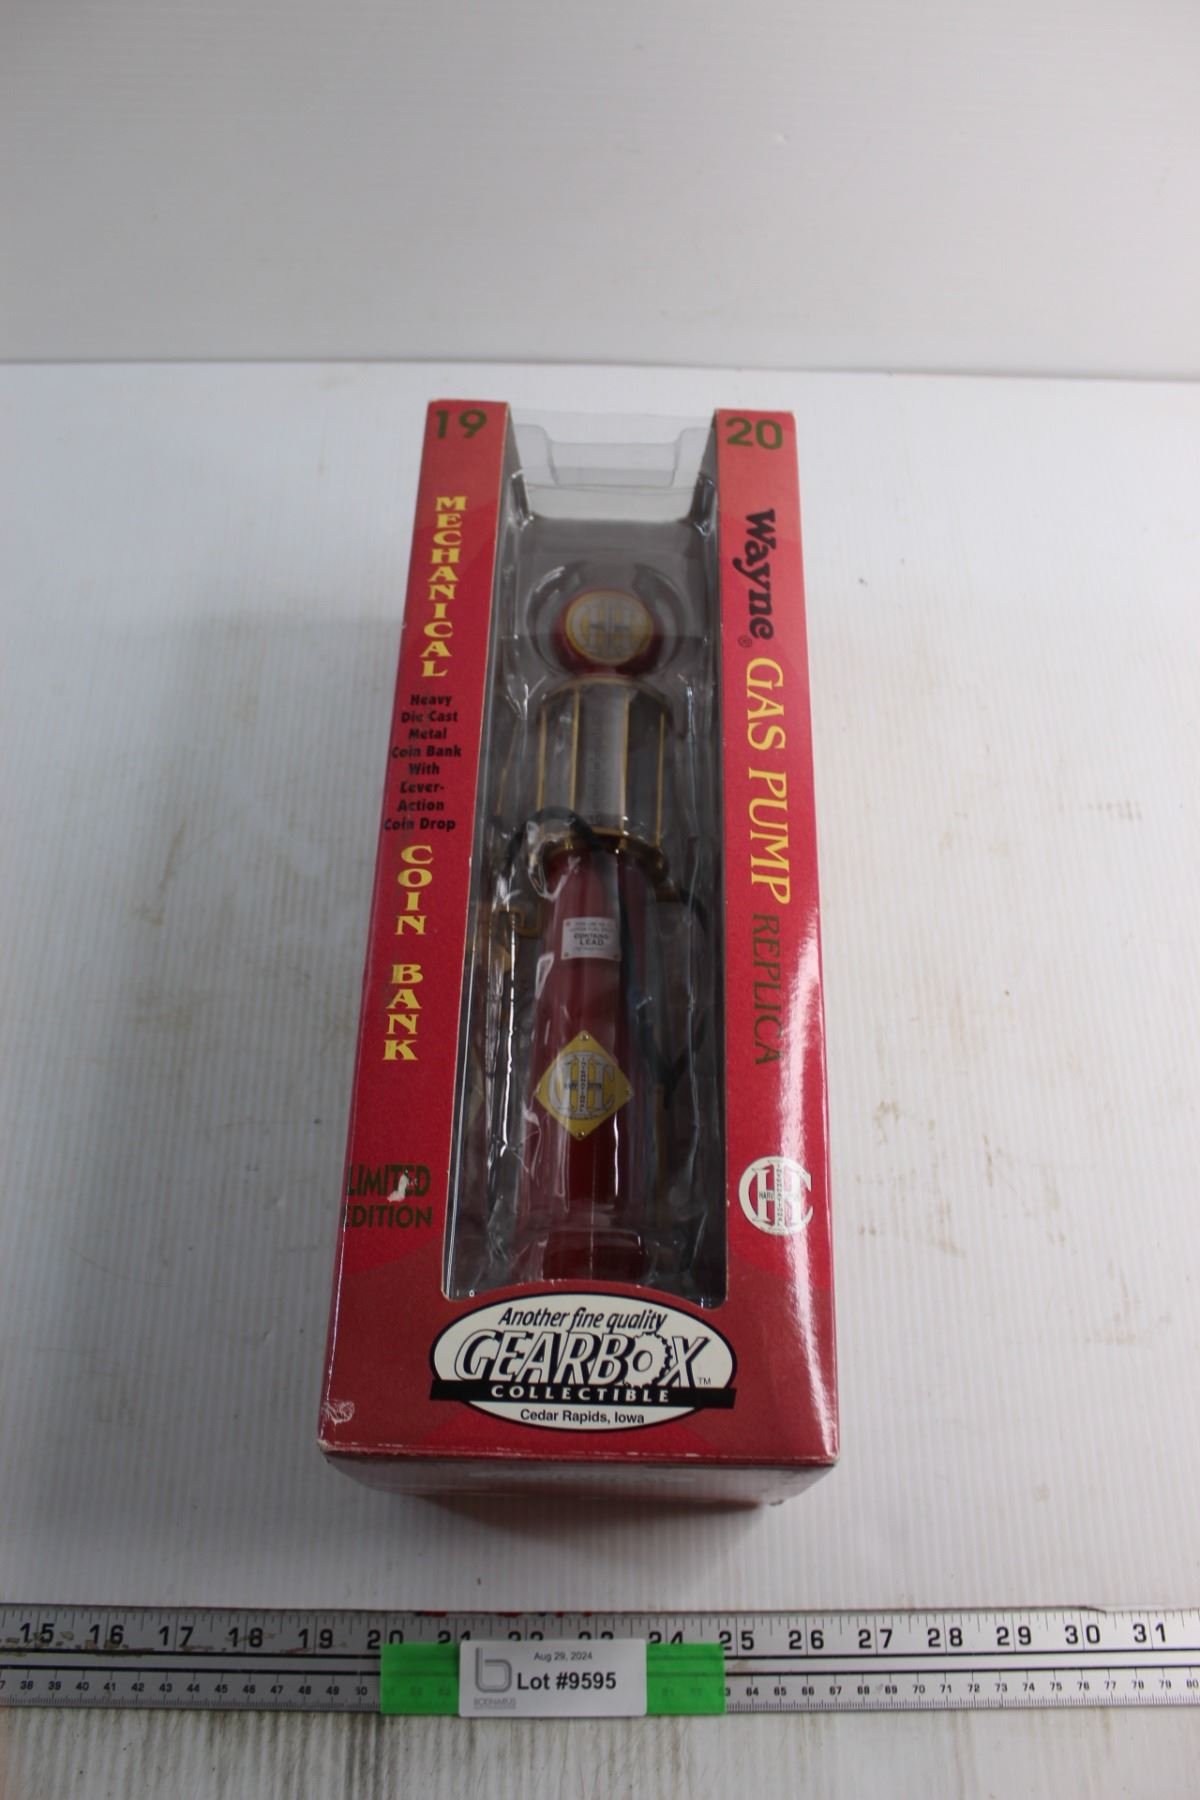 19
20
MECHANICAL
Heavy
Die Cast
Metal
Coin Bank
With
Lever-
Action
Coin Drop
COIN BANK
LIMITED
EDITION
Wayne® GAS PUMP REPLICA
CONTAINS
LEAD
Another fine quality
GEARBOX™
COLLECTIBLE
Cedar Rapids, Iowa
15 16 17 18 19 20 21 22 23 24 25 26 27 28 29 30 31
Aug 29, 2024
Lot #9595